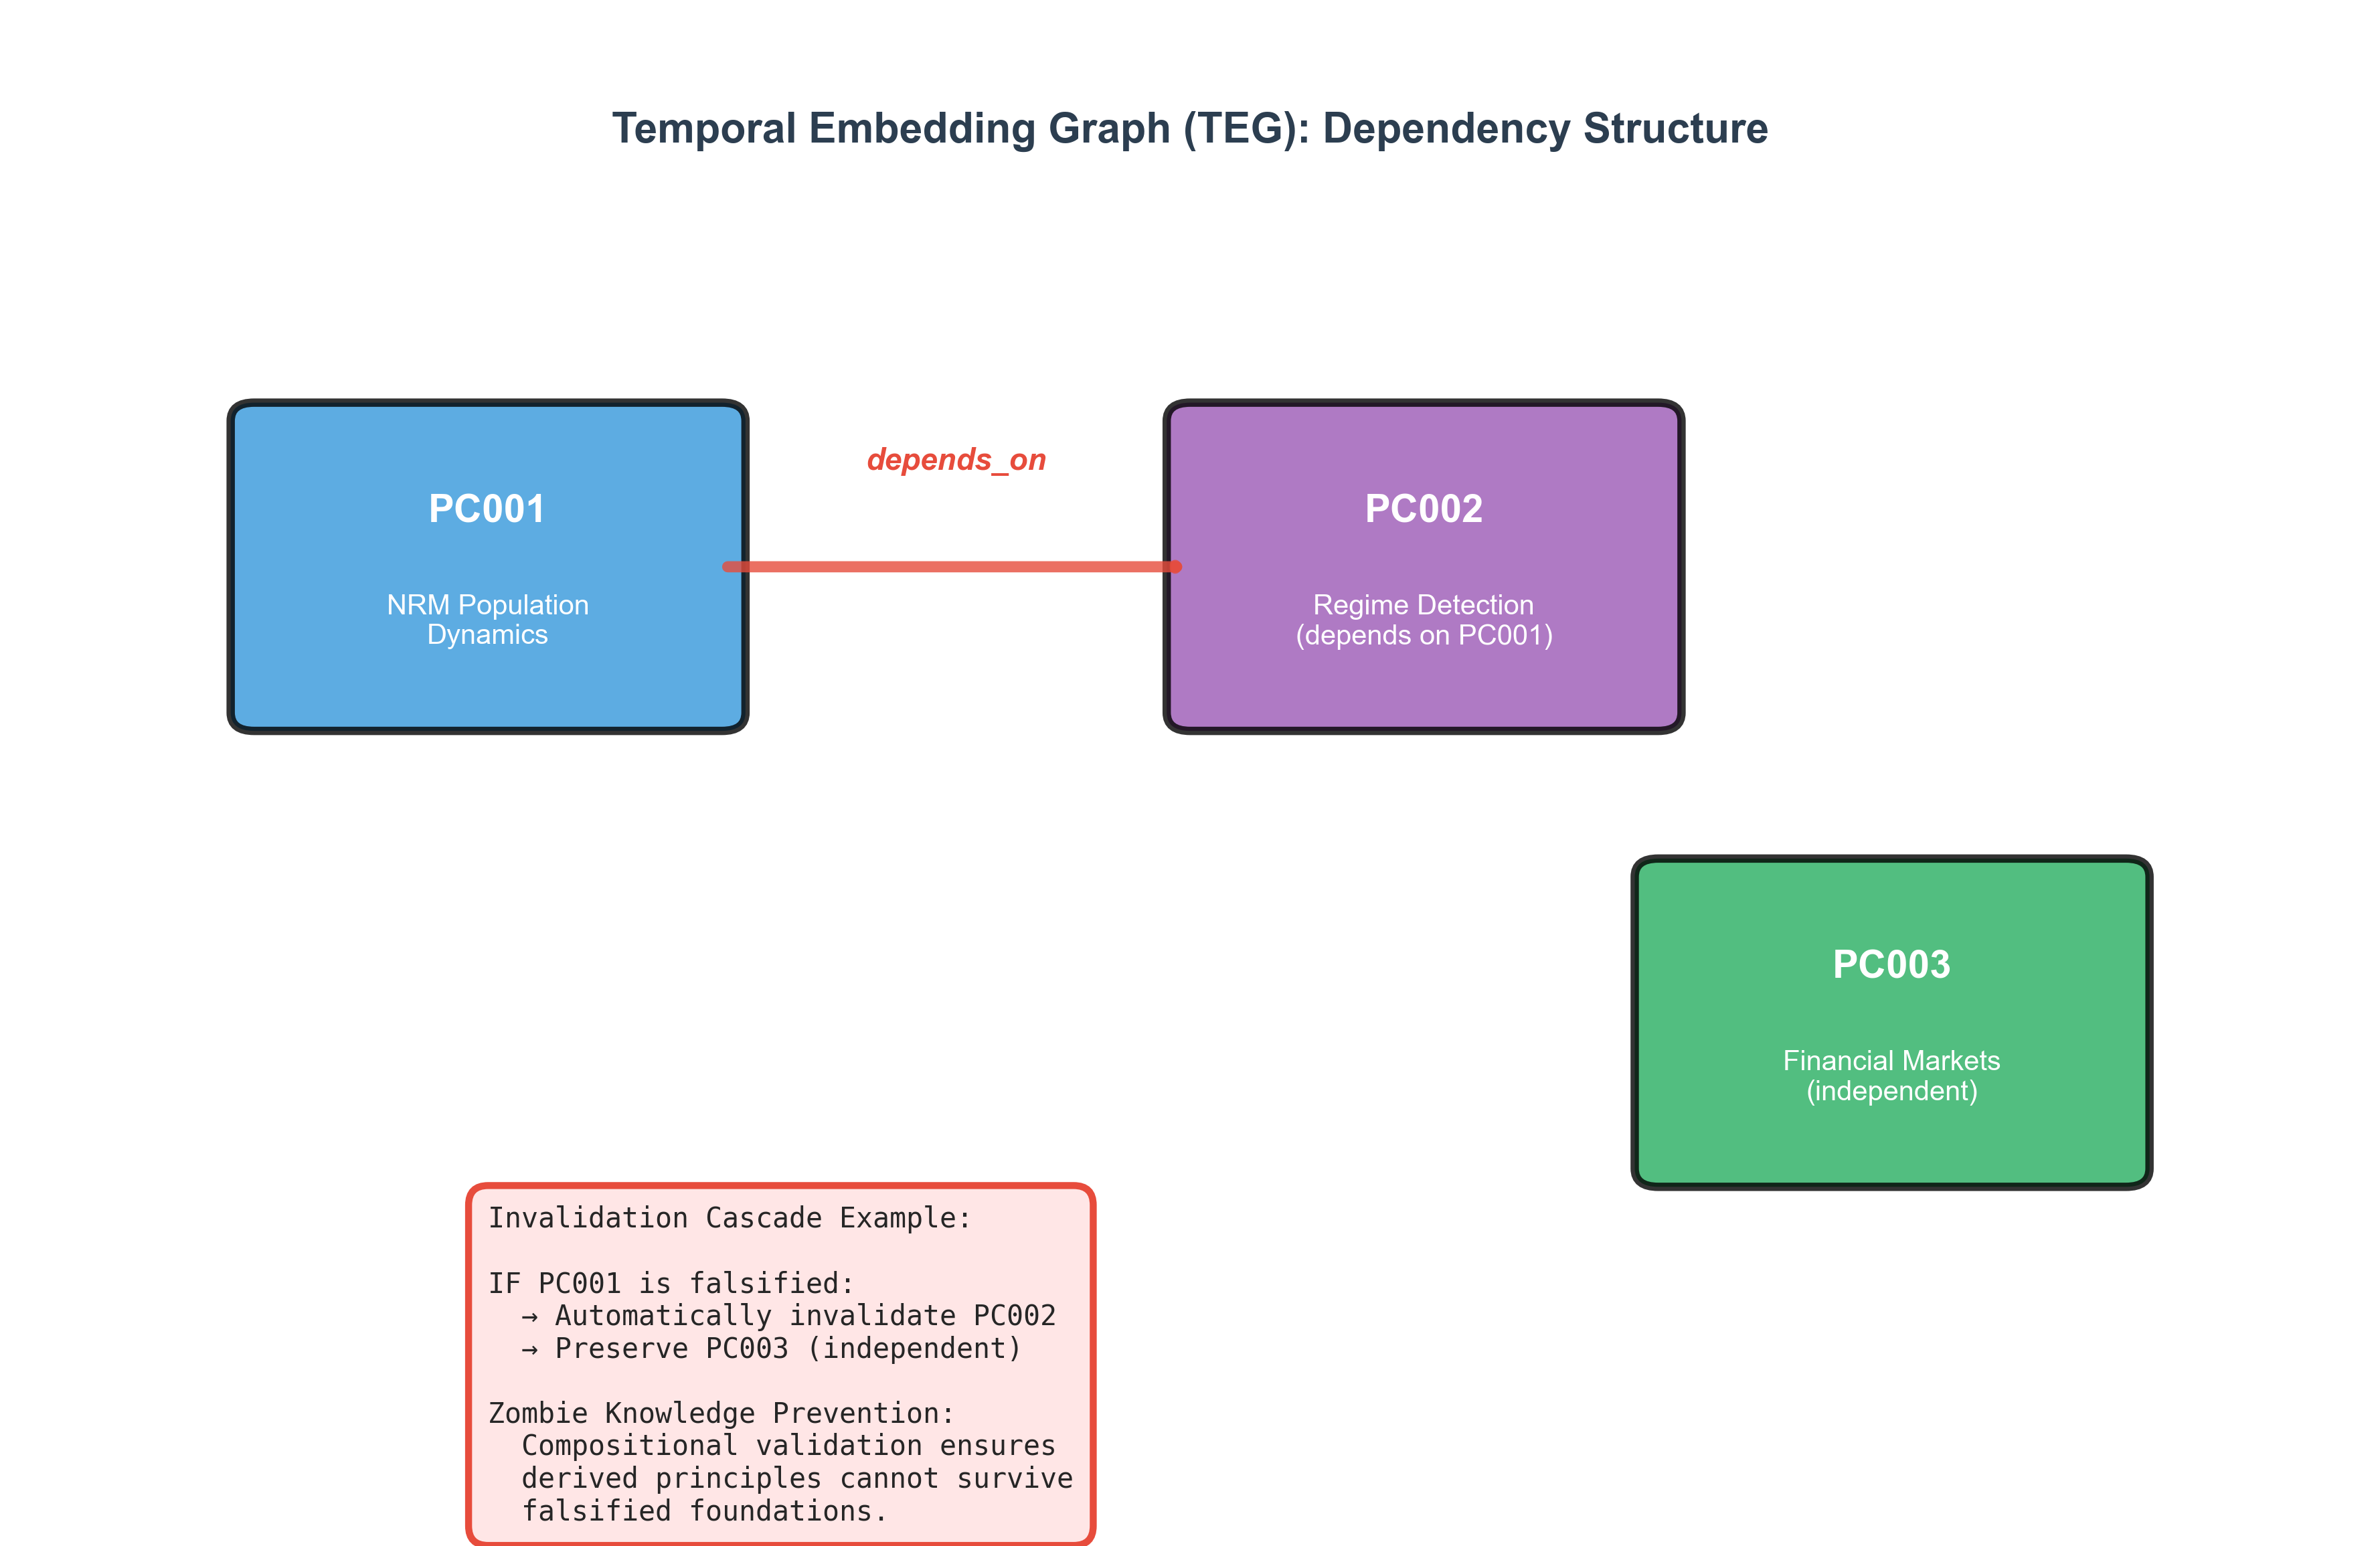 Temporal Embedding Graph (TEG): Dependency Structure
depends_on
PC001
NRM Population
Dynamics
PC002
Regime Detection
(depends on PC001)
PC003
Financial Markets
(independent)
Invalidation Cascade Example:
IF PC001 is falsified:
→ Automatically invalidate PC002
→ Preserve PC003 (independent)
Zombie Knowledge Prevention:
Compositional validation ensures
derived principles cannot survive
falsified foundations.